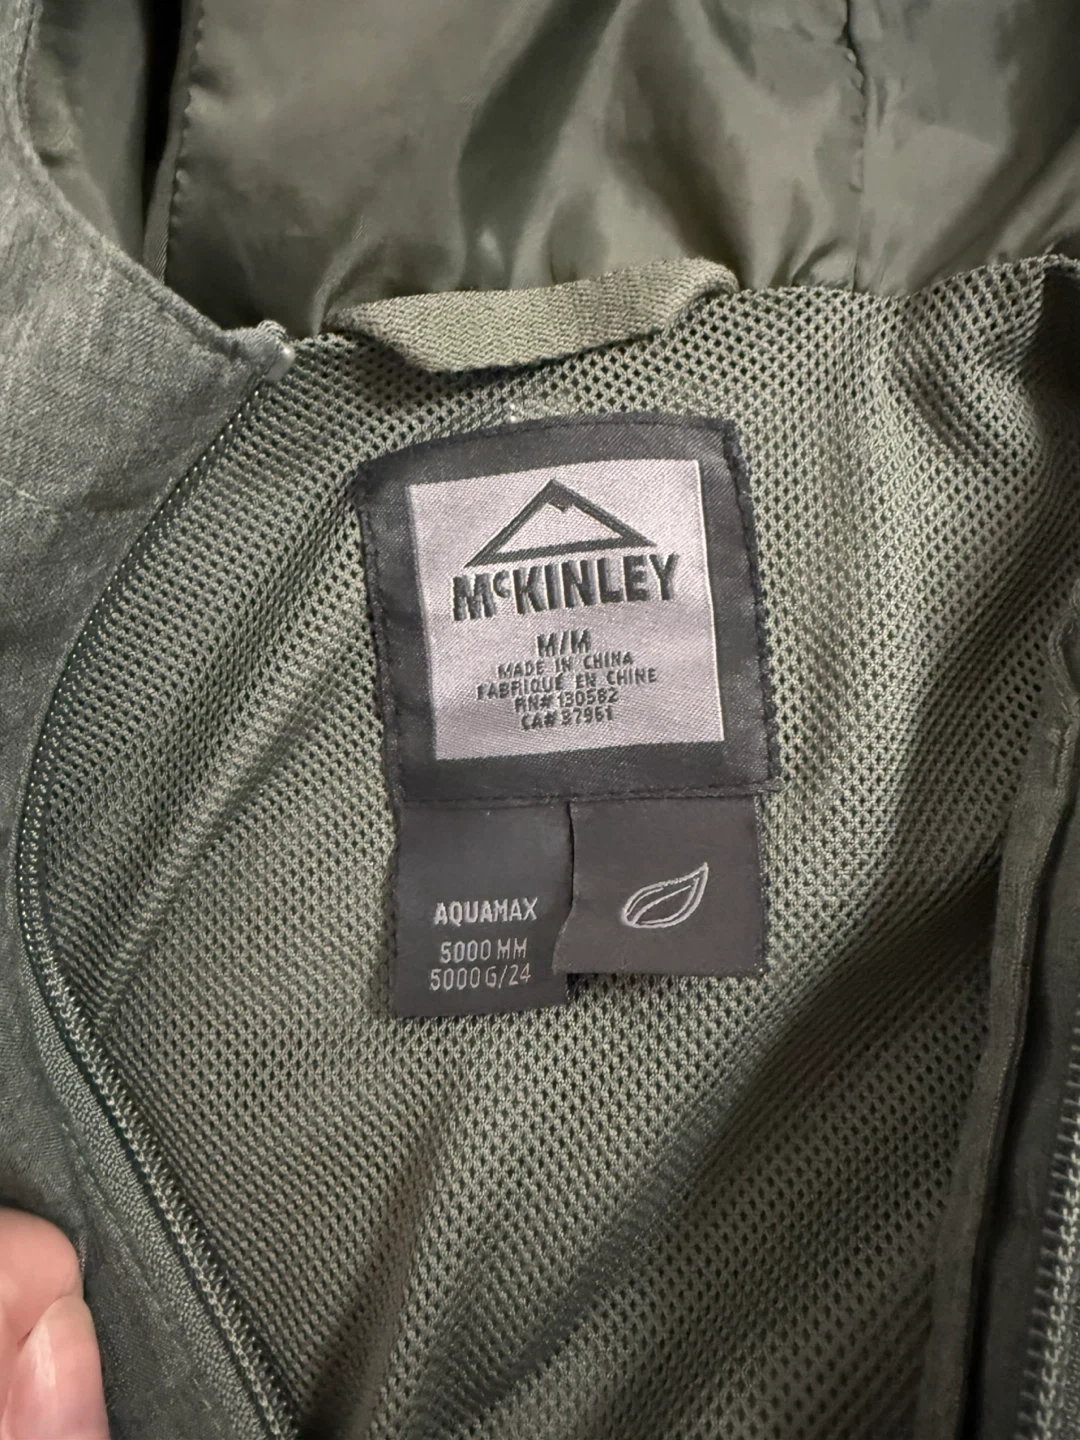 McKINLEY
M/M
MADE IN CHINA
FABRIQUE EN CHINE
RN# 130582
CA# 37961
AQUAMAX
5000 MM
5000 G/24